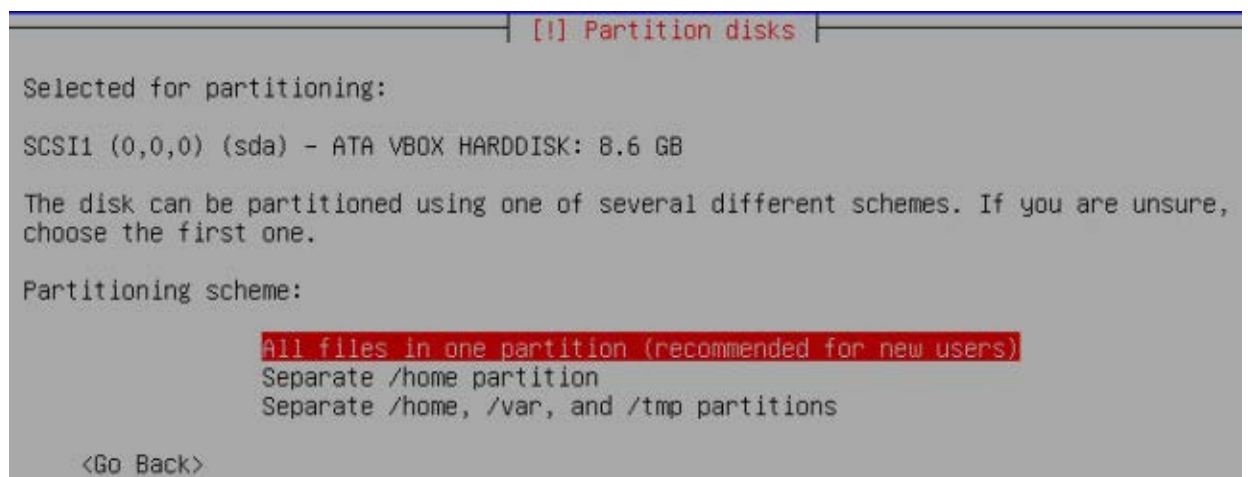 [!] Partition disks
Selected for partitioning:
SCSI1 (0,0,0) (sda) - ATA VBOX HARDDISK: 8.6 GB
The disk can be partitioned using one of several different schemes. If you are unsure,
choose the first one.
Partitioning scheme:
All files in one partition (recommended for new users)
Separate /home partition
Separate /home, /var, and /tmp partitions
<Go Back>